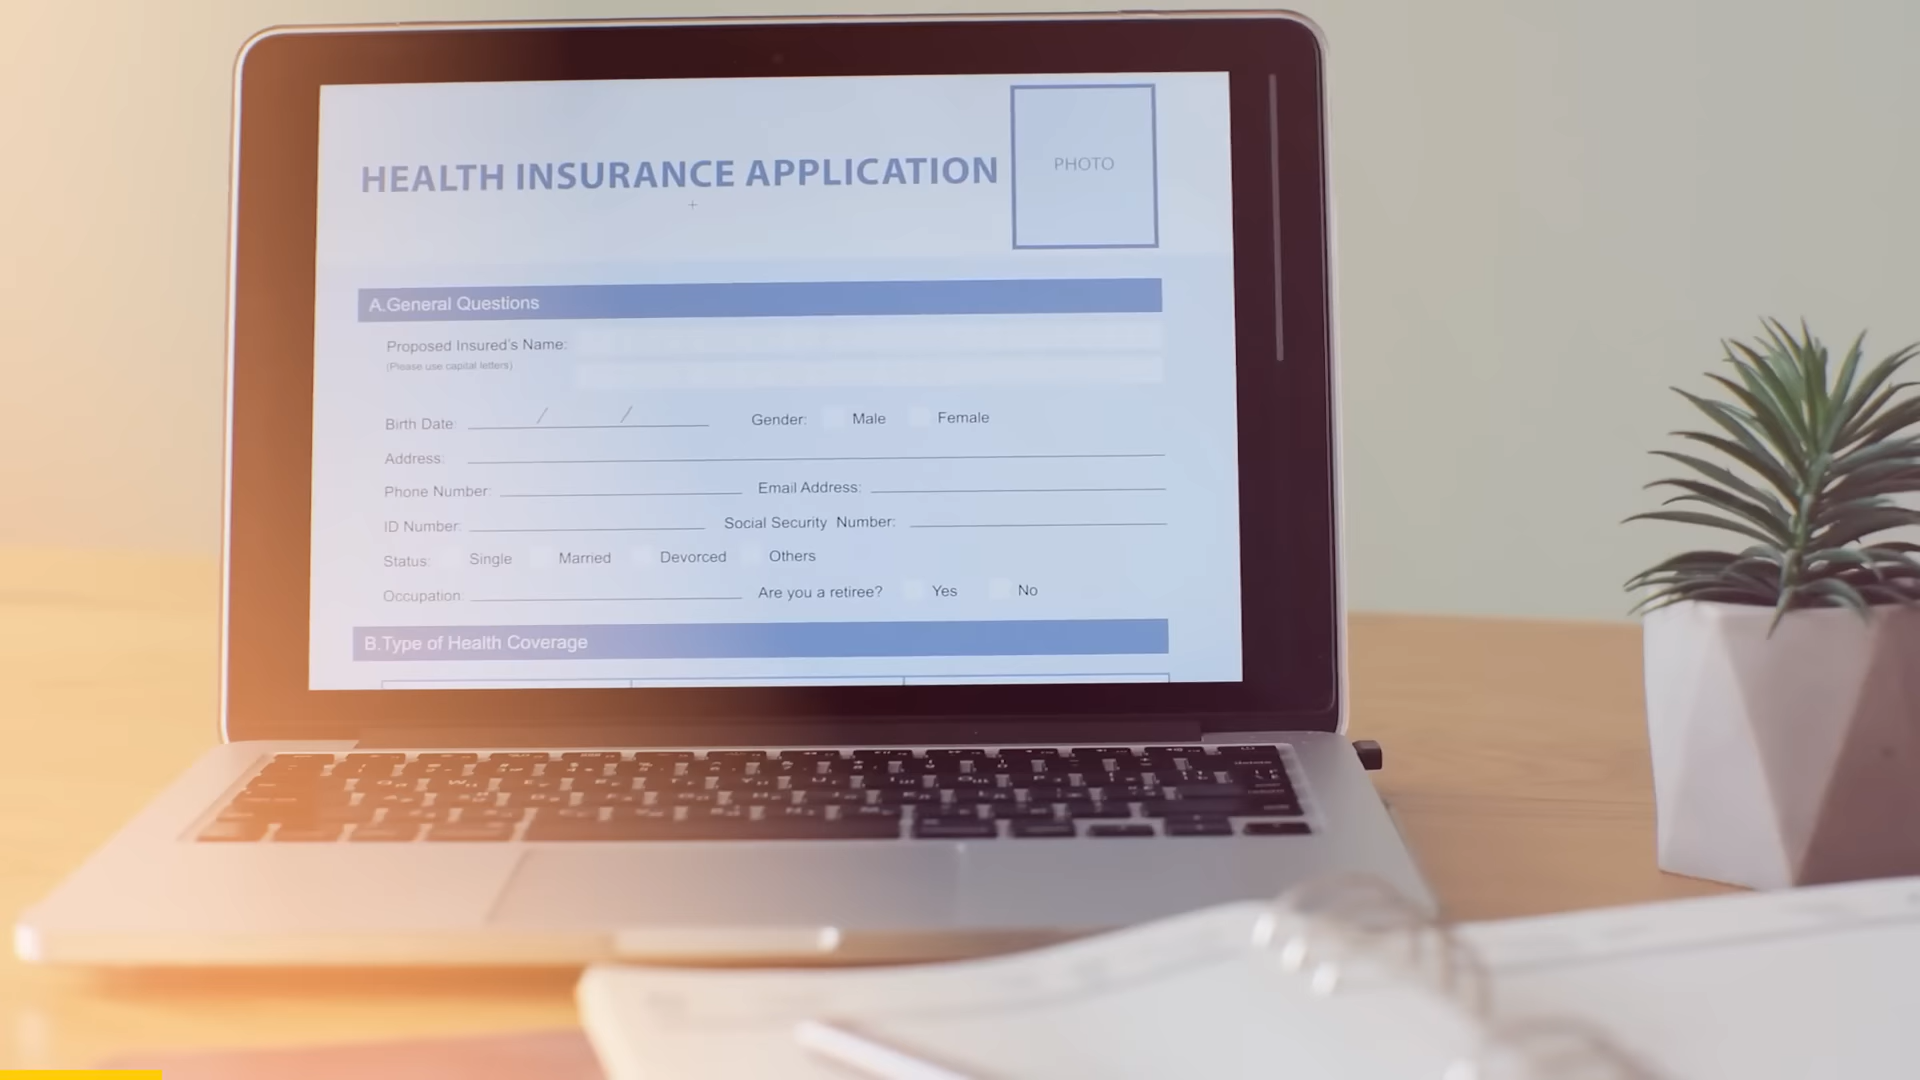 HEALTH INSURANCE APPLICATION
PHOTO
A.General Questions
Proposed Insured's Name:
(Please use capital letters)
Birth Date: / / Gender: Male Female
Address:
Phone Number: Email Address:
ID Number: Social Security Number:
Status: Single Married Devorced Others
Occupation: Are you a retiree? Yes No
B.Type of Health Coverage